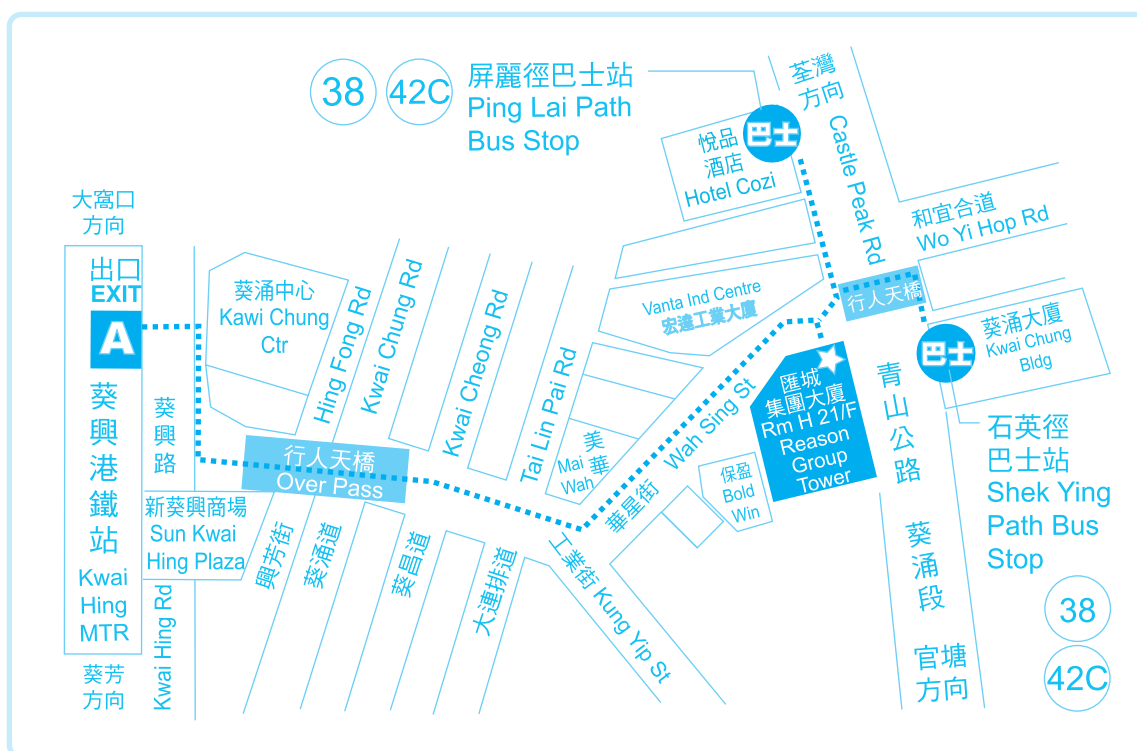 38
42C
屏麗徑巴士站
Ping Lai Path
Bus Stop
荃灣
方向
巴士
悅品
酒店
Hotel Cozi
Castle Peak Rd
和宜合道
Wo Yi Hop Rd
大窩口
方向
出口
EXIT
A
葵興港鐵站
Kwai
Hing
MTR
葵芳
方向
葵興路
Kwai Hing Rd
葵涌中心
Kawi Chung
Ctr
Hing Fong Rd
Kwai Chung Rd
Kwai Cheong Rd
Tai Lin Pai Rd
Vanta Ind Centre
宏達工業大廈
行人天橋
巴士
葵涌大廈
Kwai Chung
Bldg
匯城
集團大廈
Rm H 21/F
Reason
Group
Tower
青山公路
葵涌段
官塘
方向
石英徑
巴士站
Shek Ying
Path Bus
Stop
38
42C
行人天橋
Over Pass
新葵興商場
Sun Kwai
Hing Plaza
興芳街
葵涌道
葵昌道
大連排道
美華
Mai
Wah
華星街
Wah Sing St
保盈
Bold
Win
工業街 Kung Yip St